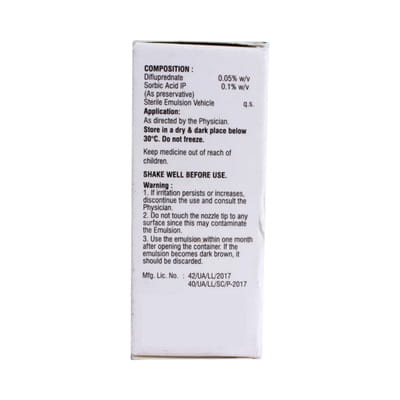 COMPOSITION :
Difluprednate 0.05% w/v
Sorbic Acid IP 0.1% w/v
(As preservative)
Sterile Emulsion Vehicle q.s.
Application:
As directed by the Physician.
Store in a dry & dark place below
30°C. Do not freeze.
Keep medicine out of reach of
children.
SHAKE WELL BEFORE USE.
Warning :
1. If irritation persists or increases,
discontinue the use and consult the
Physician.
2. Do not touch the nozzle tip to any
surface since this may contaminate
the Emulsion.
3. Use the emulsion within one month
after opening the container. If the
emulsion becomes dark brown, it
should be discarded.
Mfg. Lic. No. : 42/UA/LL/2017
40/UA/LL/SC/P-2017